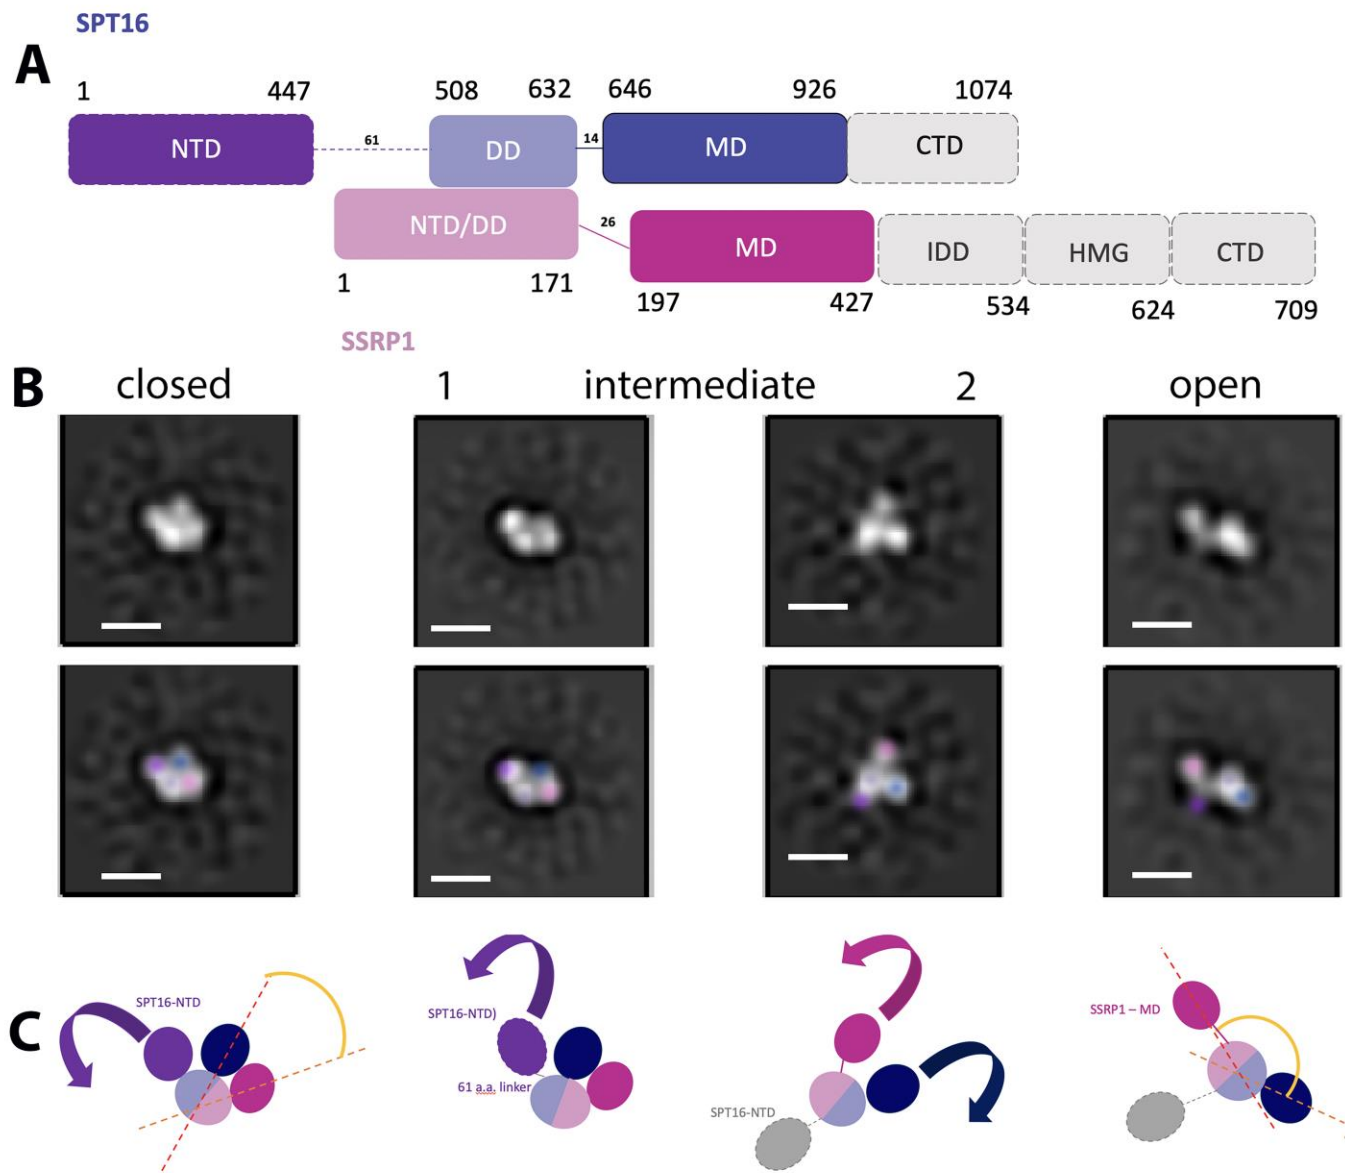 SPT16
A
1 447 508 632 646 926 1074
NTD 61 DD 14 MD CTD
NTD/DD 26 MD IDD HMG CTD
1 171 197 427 534 624 709
SSRP1
B closed 1 intermediate 2 open
C
SPT16-NTD
SPT16-NTD)
61 a.a. linker
SPT16-NTD
SSRP1 – MD